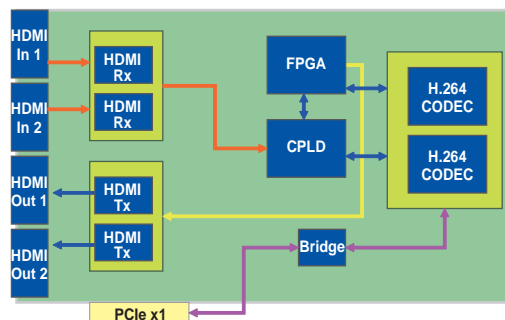 HDMI
In 1
HDMI
In 2
HDMI
Out 1
HDMI
Out 2
HDMI
Rx
HDMI
Rx
HDMI
Tx
HDMI
Tx
FPGA
CPLD
H.264
CODEC
H.264
CODEC
Bridge
PCIe x1